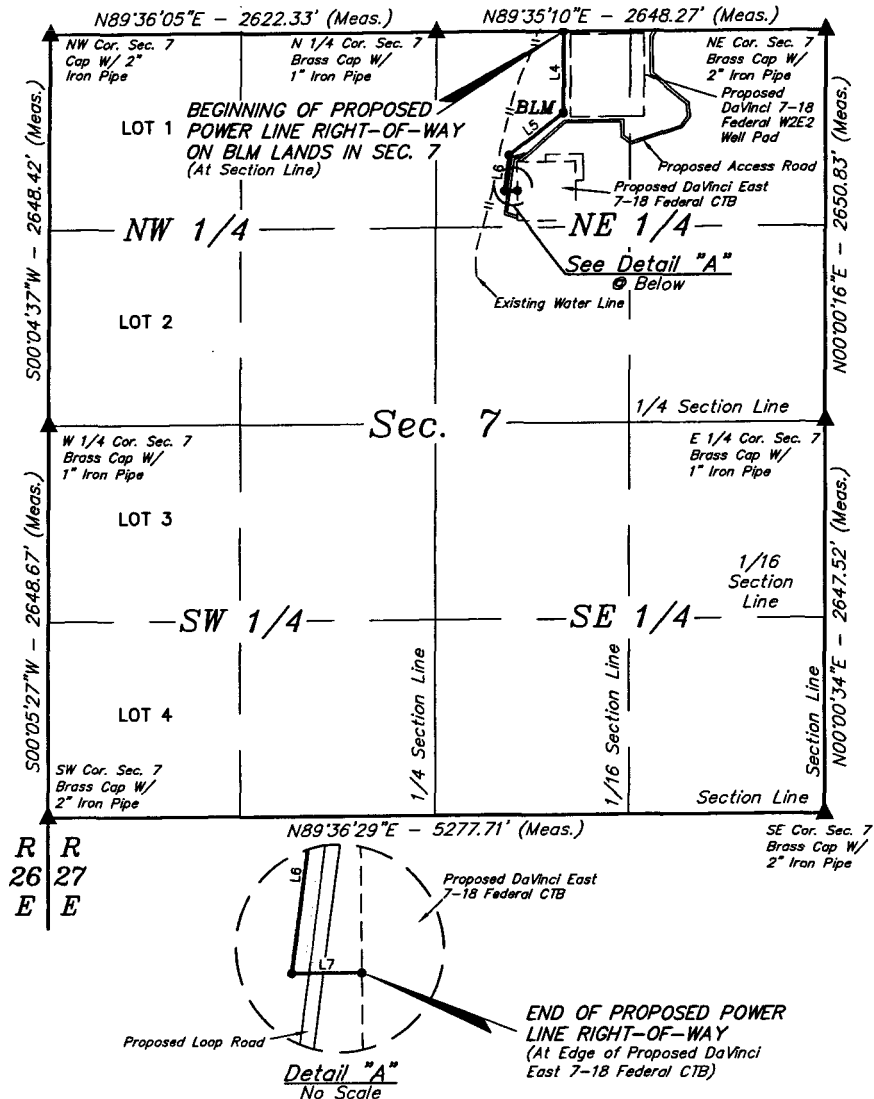 N89°36'05"E - 2622.33' (Meas.)
N89°35'10"E - 2648.27' (Meas.)
NW Cor. Sec. 7
Cap W/ 2"
Iron Pipe
N 1/4 Cor. Sec. 7
Brass Cap W/
1" Iron Pipe
NE Cor. Sec. 7
Brass Cap W/
2" Iron Pipe
Proposed
DaVinci 7-18
Federal W2E2
Well Pad
L4
BLM
L5
L6
BEGINNING OF PROPOSED
POWER LINE RIGHT-OF-WAY
ON BLM LANDS IN SEC. 7
(At Section Line)
LOT 1
Proposed Access Road
Proposed DaVinci East
7-18 Federal CTB
S00°04'37"W - 2648.42' (Meas.)
N00°00'16"E - 2650.83' (Meas.)
NW 1/4
NE 1/4
See Detail "A"
@ Below
Existing Water Line
LOT 2
1/4 Section Line
Sec. 7
W 1/4 Cor. Sec. 7
Brass Cap W/
1" Iron Pipe
E 1/4 Cor. Sec. 7
Brass Cap W/
1" Iron Pipe
LOT 3
1/16
Section
Line
S00°05'27"W - 2648.67' (Meas.)
N00°00'34"E - 2647.52' (Meas.)
SW 1/4
SE 1/4
LOT 4
1/4 Section Line
1/16 Section Line
Section Line
Section Line
SW Cor. Sec. 7
Brass Cap W/
2" Iron Pipe
N89°36'29"E - 5277.71' (Meas.)
SE Cor. Sec. 7
Brass Cap W/
2" Iron Pipe
R R
26 27
E E
L6
Proposed DaVinci East
7-18 Federal CTB
L7
Proposed Loop Road
END OF PROPOSED POWER
LINE RIGHT-OF-WAY
(At Edge of Proposed DaVinci
East 7-18 Federal CTB)
Detail "A"
No Scale